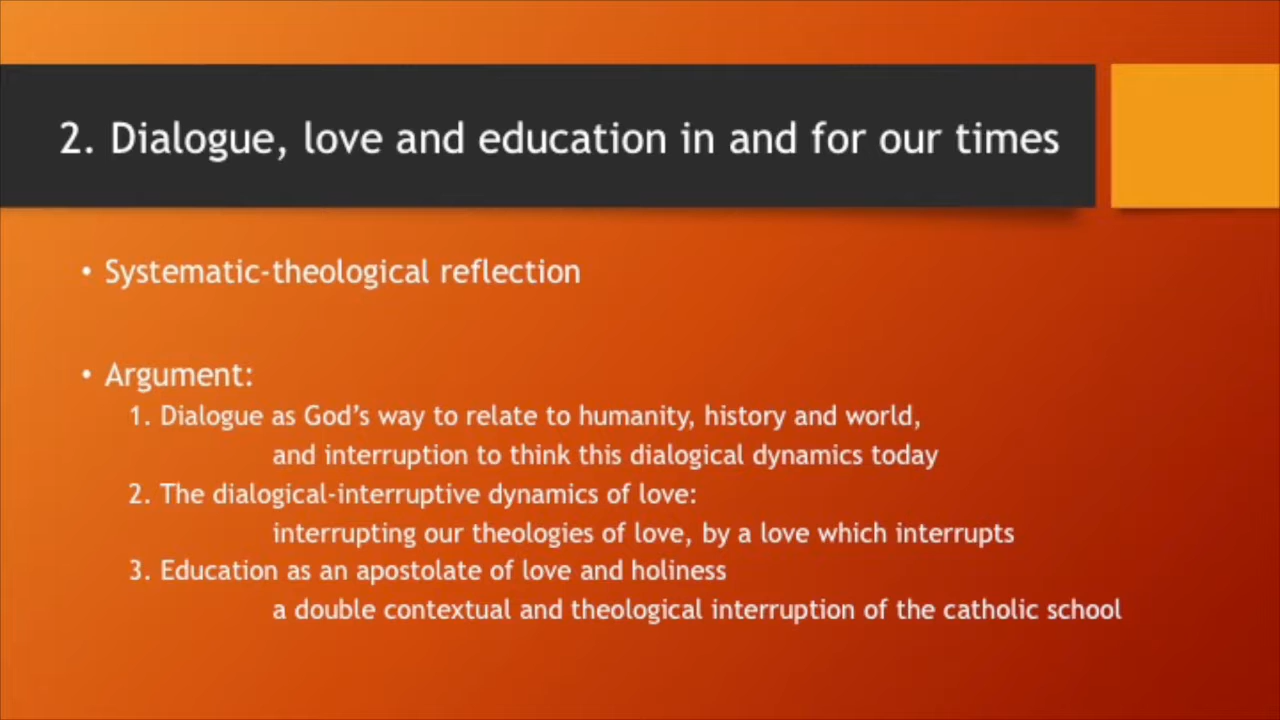 2. Dialogue, love and education in and for our times
• Systematic-theological reflection
• Argument:
1. Dialogue as God’s way to relate to humanity, history and world,
and interruption to think this dialogical dynamics today
2. The dialogical-interruptive dynamics of love:
interrupting our theologies of love, by a love which interrupts
3. Education as an apostolate of love and holiness
a double contextual and theological interruption of the catholic school